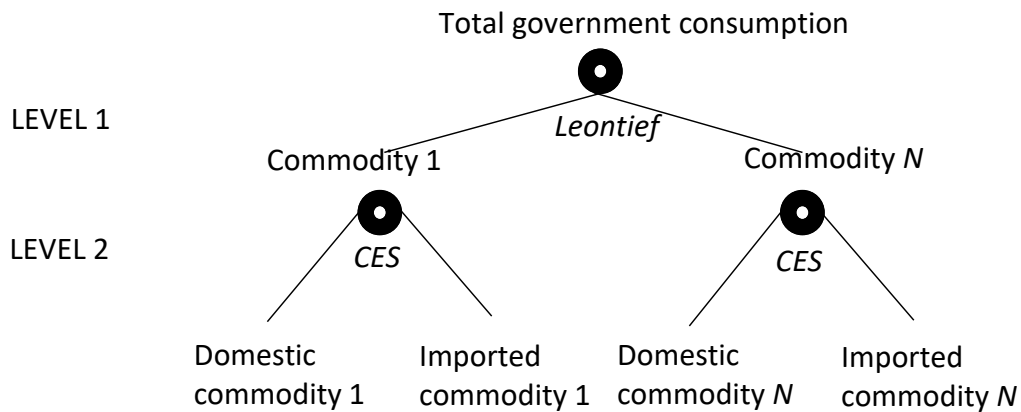 Total government consumption
LEVEL 1
Leontief
Commodity 1
Commodity N
LEVEL 2
CES
CES
Domestic
commodity 1
Imported
commodity 1
Domestic
commodity N
Imported
commodity N